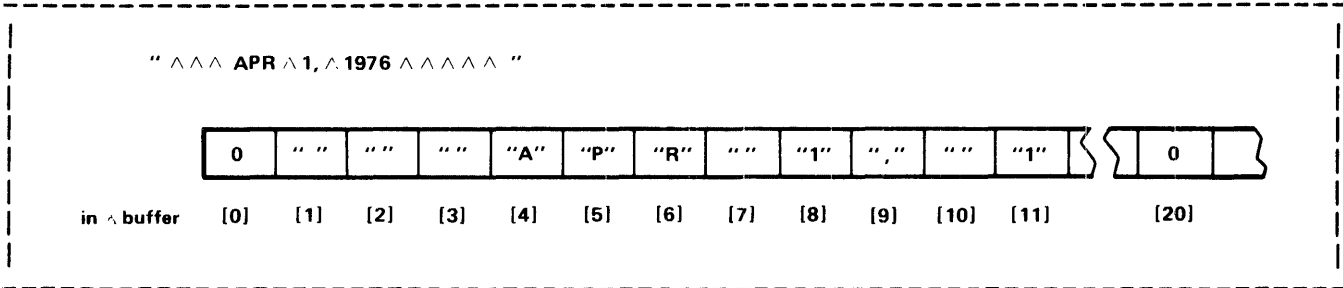 " ^ ^ ^ APR ^ 1, ^ 1976 ^ ^ ^ ^ ^ "
0 " " " " " " "A" "P" "R" " " "1" "," " " "1" 0
in ^ buffer [0] [1] [2] [3] [4] [5] [6] [7] [8] [9] [10] [11] [20]